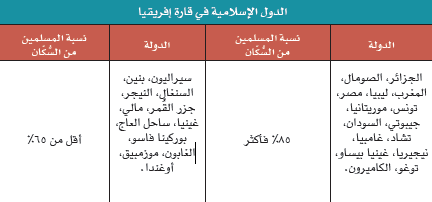 الدول الإسلامية في قارة إفريقيا
الدولة
نسبة المسلمين
من السُّكّان
الدولة
نسبة المسلمين
من السُّكّان
الجزائر، الصومال،
المغرب، ليبيا، مصر،
تونس، موريتانيا،
جيبوتي، السودان،
تشاد، غامبيا،
نيجيريا، غينيا بيساو،
توغو، الكاميرون.
٨٥٪ فأكثر
سيراليون، بنين،
السنغال، النيجر،
جزر القُمر، مالي،
غينيا، ساحل العاج،
بوركينا فاسو،
الغابون، موزمبيق،
أوغندا.
أقل من ٦٥٪